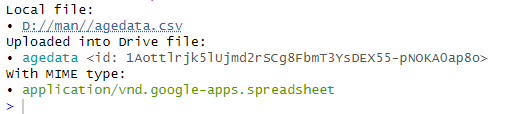 Local file:
• D://man//agedata.csv
Uploaded into Drive file:
• agedata <id: 1Aottlrjk5lUjmd2rSCg8FbmT3YsDEX55-pNOKAOap8o>
With MIME type:
• application/vnd.google-apps.spreadsheet
>